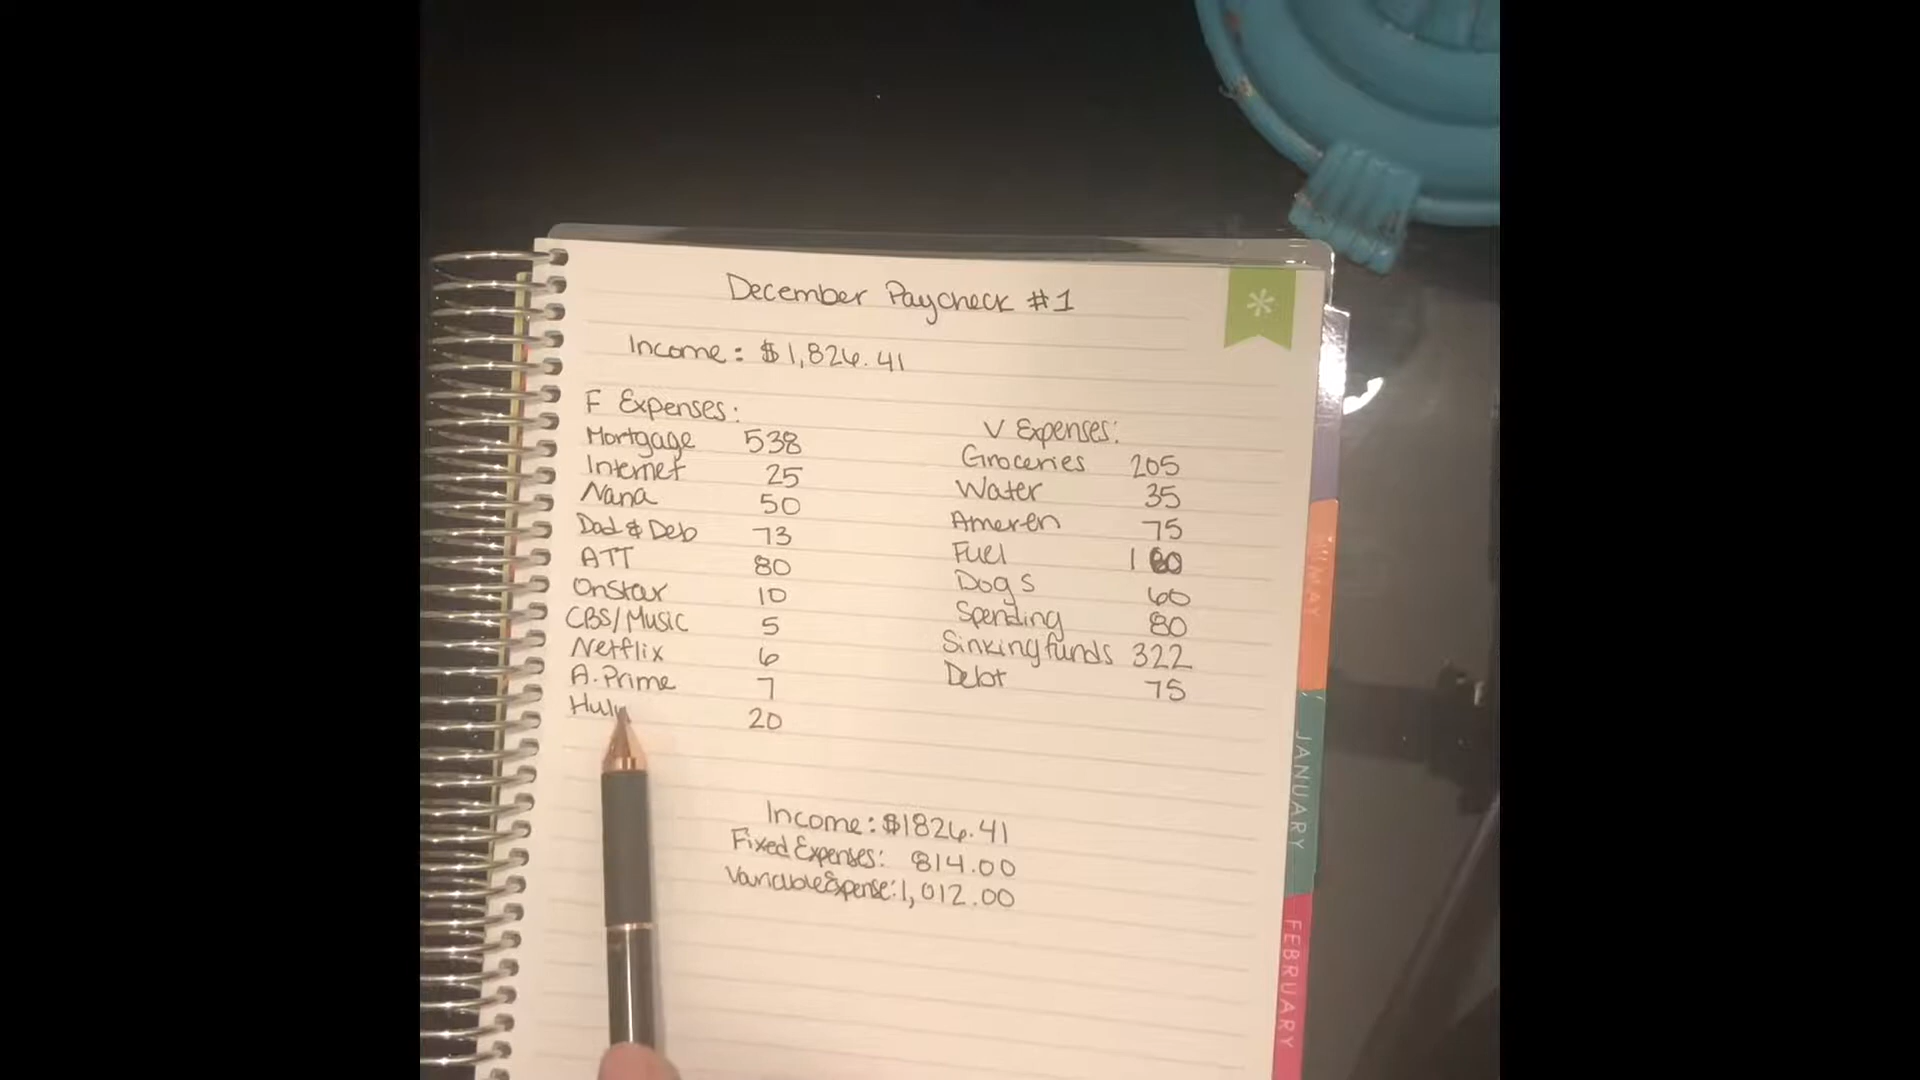 December Paycheck #1
Income: $1,826.41
F Expenses:
Mortgage 538
Internet 25
Nana 50
Dad & Deb 73
ATT 80
Onstar 10
CBS/Music 5
Netflix 6
A. Prime 7
Hulu 20
V Expenses:
Groceries 205
Water 35
Ameren 75
Fuel 160
Dogs 60
Spending 80
Sinking funds 322
Debt 75
Income: $1826.41
Fixed Expenses: 814.00
Variable Expense: 1,012.00
MAY
JANUARY
FEBRUARY